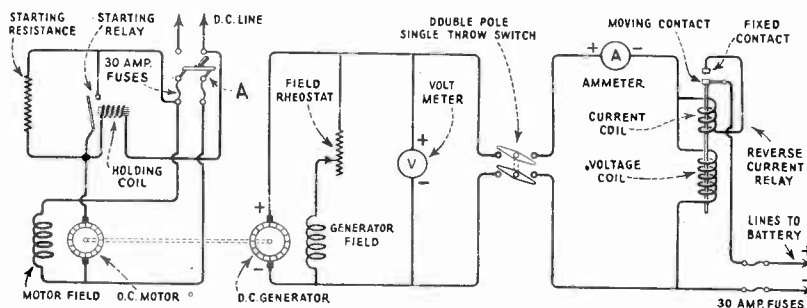 STARTING
RESISTANCE
STARTING
RELAY
D.C. LINE
30 AMP.
FUSES
A
HOLDING
COIL
MOTOR FIELD
D.C. MOTOR
+
-
D.C. GENERATOR
FIELD
RHEOSTAT
GENERATOR
FIELD
VOLT
METER
+
V
-
DOUBLE POLE
SINGLE THROW SWITCH
+
A
-
AMMETER
MOVING CONTACT
FIXED
CONTACT
CURRENT
COIL
VOLTAGE
COIL
REVERSE
CURRENT
RELAY
LINES TO
BATTERY
+
-
30 AMP. FUSES